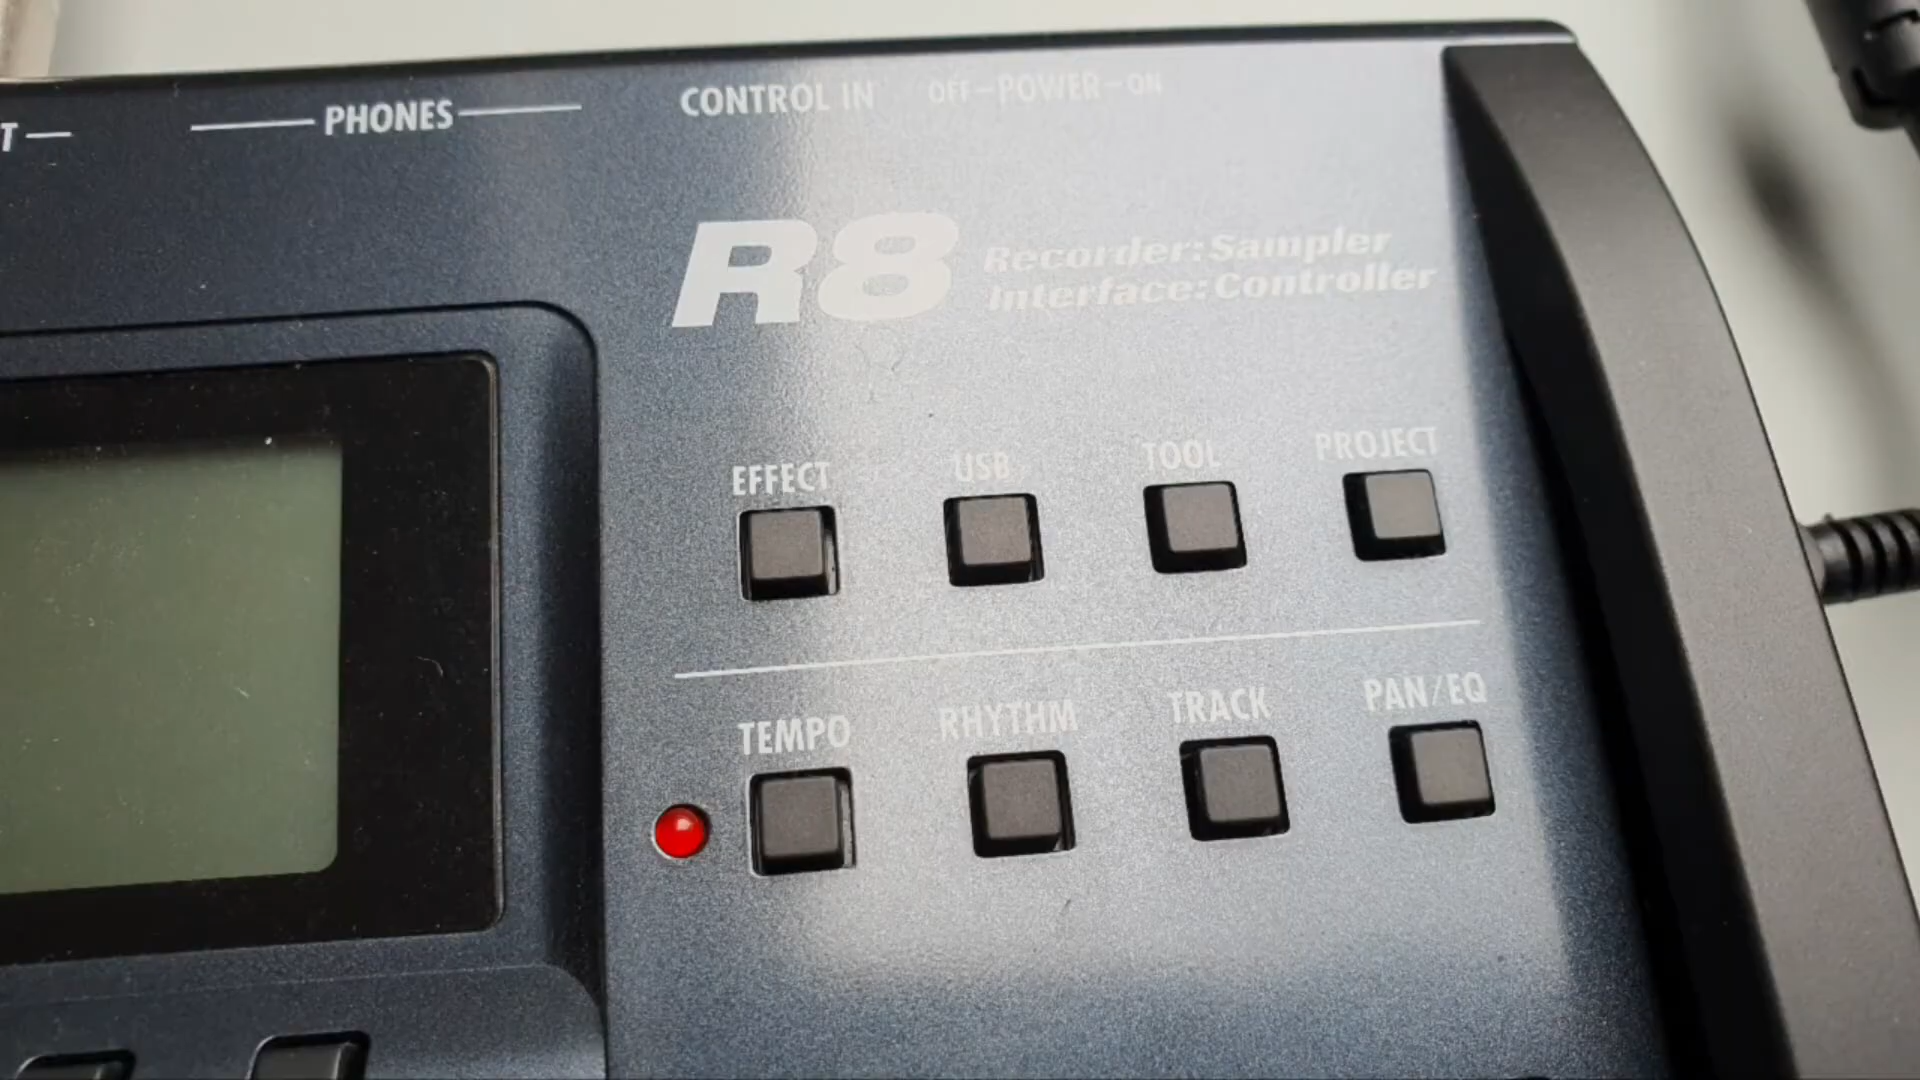 T
PHONES
CONTROL IN OFF-POWER-ON
R8 Recorder:Sampler
Interface:Controller
EFFECT USB TOOL PROJECT
TEMPO RHYTHM TRACK PAN/EQ